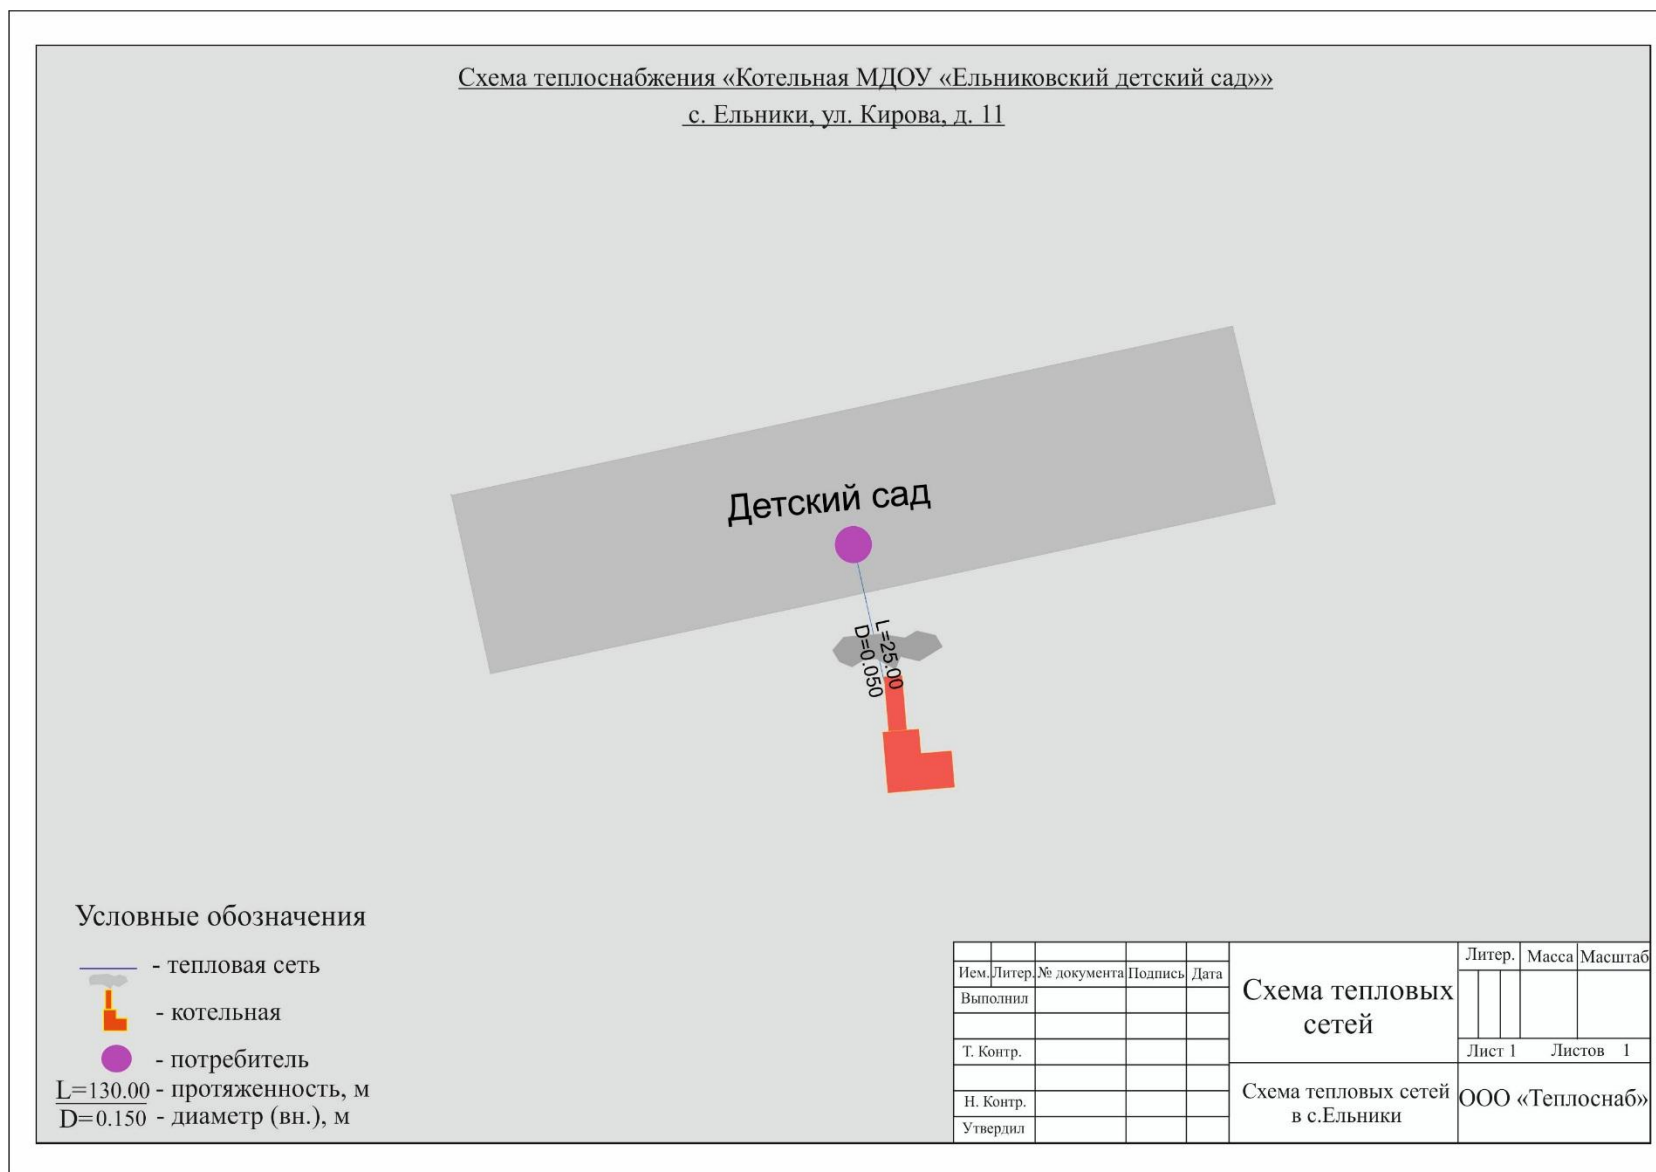 Схема теплоснабжения «Котельная МДОУ «Ельниковский детский сад»»
с. Ельники, ул. Кирова, д. 11
Детский сад
L=25.00
D=0.050
Условные обозначения
- тепловая сеть
- котельная
- потребитель
L=130.00 - протяженность, м
D=0.150 - диаметр (вн.), м
Ием. Литер. № документа Подпись Дата
Выполнил
Т. Контр.
Н. Контр.
Утвердил
Схема тепловых
сетей
Схема тепловых сетей
в с.Ельники
Литер. Масса Масштаб
Лист 1 Листов 1
ООО «Теплоснаб»